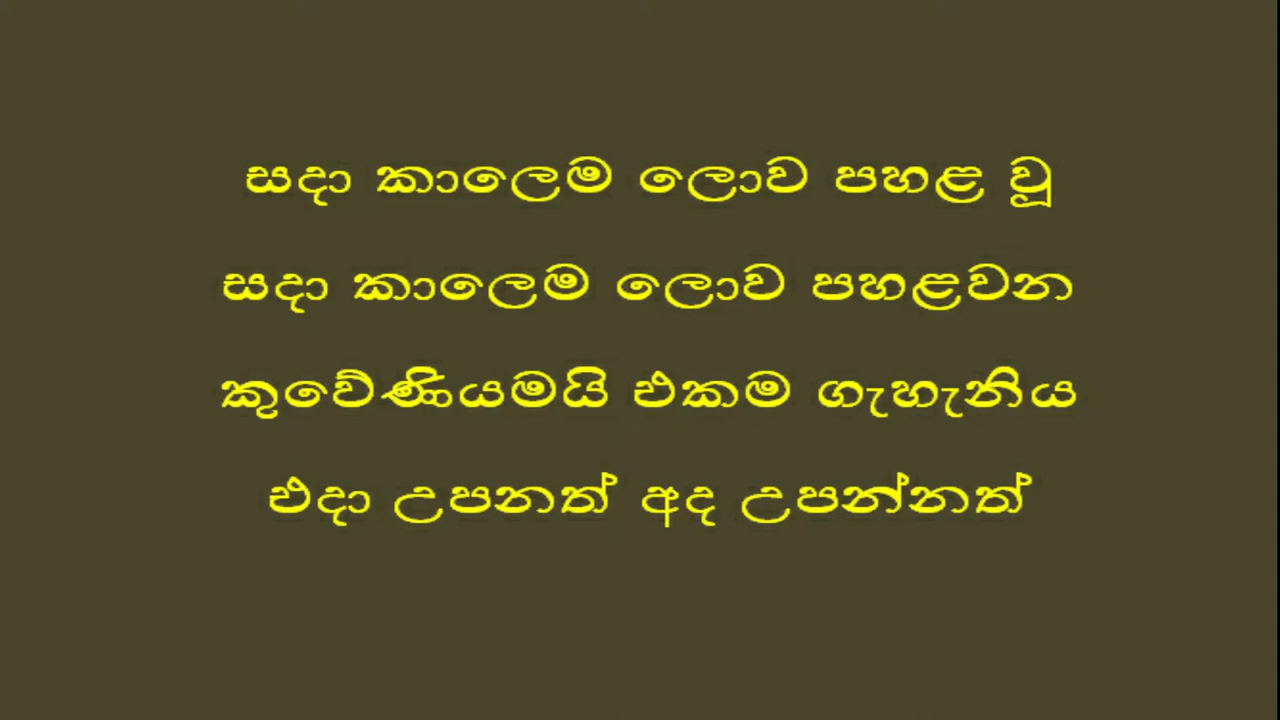 සදා කාලෙම ලොව පහළ වූ
සදා කාලෙම ලොව පහළවන
කුවේණියමයි එකම ගැහැනිය
එදා උපනත් අද උපන්නත්